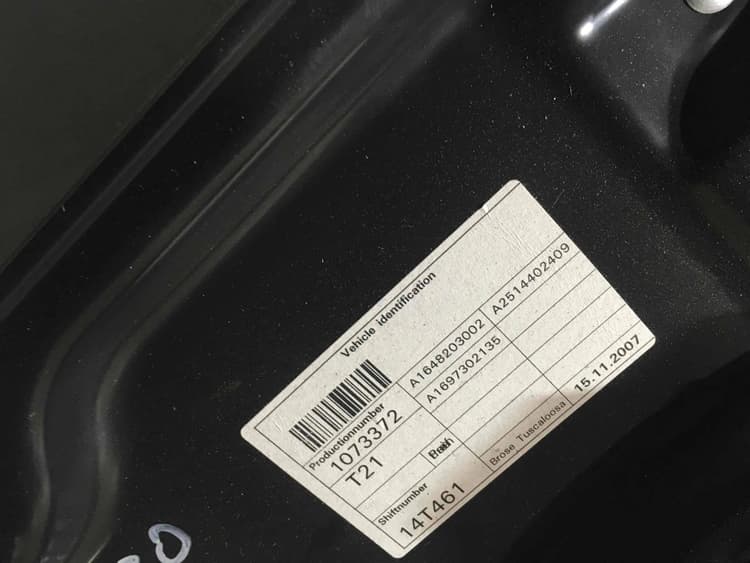 Vehicle identification
Productionnumber
1073372
T21
Shiftnumber
14T461
A1648203002
A1697302135
A2514402409
Brose Tuscaloosa
15.11.2007